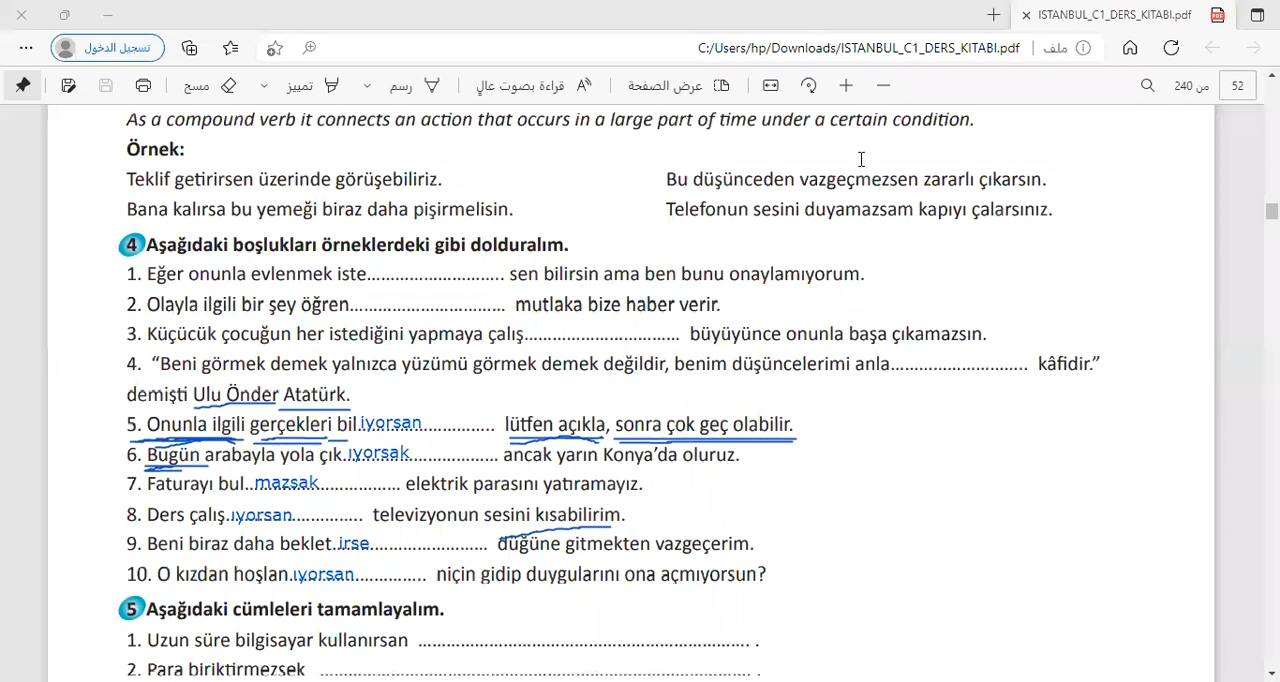 ISTANBUL_C1_DERS_KITABI.pdf
تسجيل الدخول
C:/Users/hp/Downloads/ISTANBUL_C1_DERS_KITABI.pdf
ملف
مسح
تمييز
رسم
قراءة بصوت عالٍ
عرض الصفحة
من 240
52
As a compound verb it connects an action that occurs in a large part of time under a certain condition.
Örnek:
Teklif getirirsen üzerinde görüşebiliriz. Bu düşünceden vazgeçmezsen zararlı çıkarsın.
Bana kalırsa bu yemeği biraz daha pişirmelisin. Telefonun sesini duyamazsam kapıyı çalarsınız.
4 Aşağıdaki boşlukları örneklerdeki gibi dolduralım.
1. Eğer onunla evlenmek iste............................. sen bilirsin ama ben bunu onaylamıyorum.
2. Olayla ilgili bir şey öğren................................. mutlaka bize haber verir.
3. Küçücük çocuğun her istediğini yapmaya çalış................................. büyüyünce onunla başa çıkamazsın.
4. “Beni görmek demek yalnızca yüzümü görmek demek değildir, benim düşüncelerimi anla............................. kâfidir.”
demişti Ulu Önder Atatürk.
5. Onunla ilgili gerçekleri bil.iyorsan............... lütfen açıkla, sonra çok geç olabilir.
6. Bugün arabayla yola çık.ıyorsak.................. ancak yarın Konya’da oluruz.
7. Faturayı bul..mazsak................. elektrik parasını yatıramayız.
8. Ders çalış.ıyorsan............... televizyonun sesini kısabilirim.
9. Beni biraz daha beklet.irse......................... düğüne gitmekten vazgeçerim.
10. O kızdan hoşlan.ıyorsan............... niçin gidip duygularını ona açmıyorsun?
5 Aşağıdaki cümleleri tamamlayalım.
1. Uzun süre bilgisayar kullanırsan ...................................................................... .
2. Para biriktirmezsek ......................................................................................... .